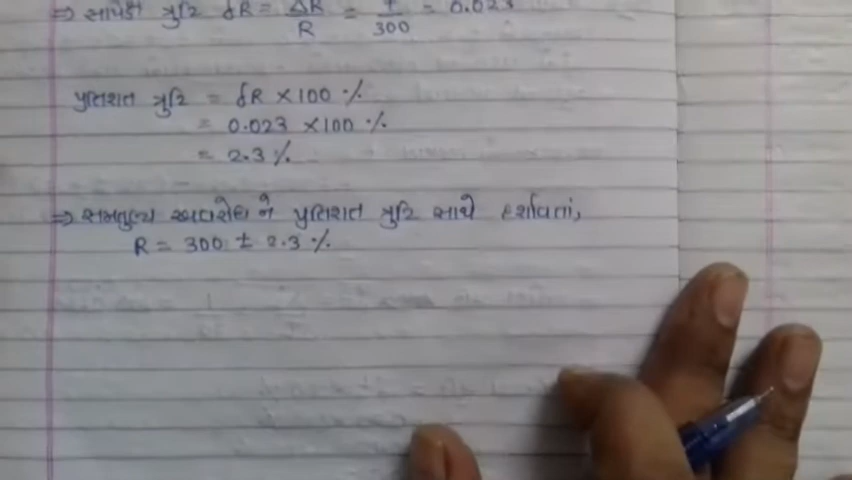 ⇒ સાપેક્ષ ત્રુટિ δR = ΔR/R = 7/300 = 0.023
પ્રતિશત ત્રુટિ = δR × 100 %
= 0.023 × 100 %
= 2.3 %
⇒ સમતુલ્ય અવરોધને પ્રતિશત ત્રુટિ સાથે દર્શાવતાં,
R = 300 ± 2.3 %